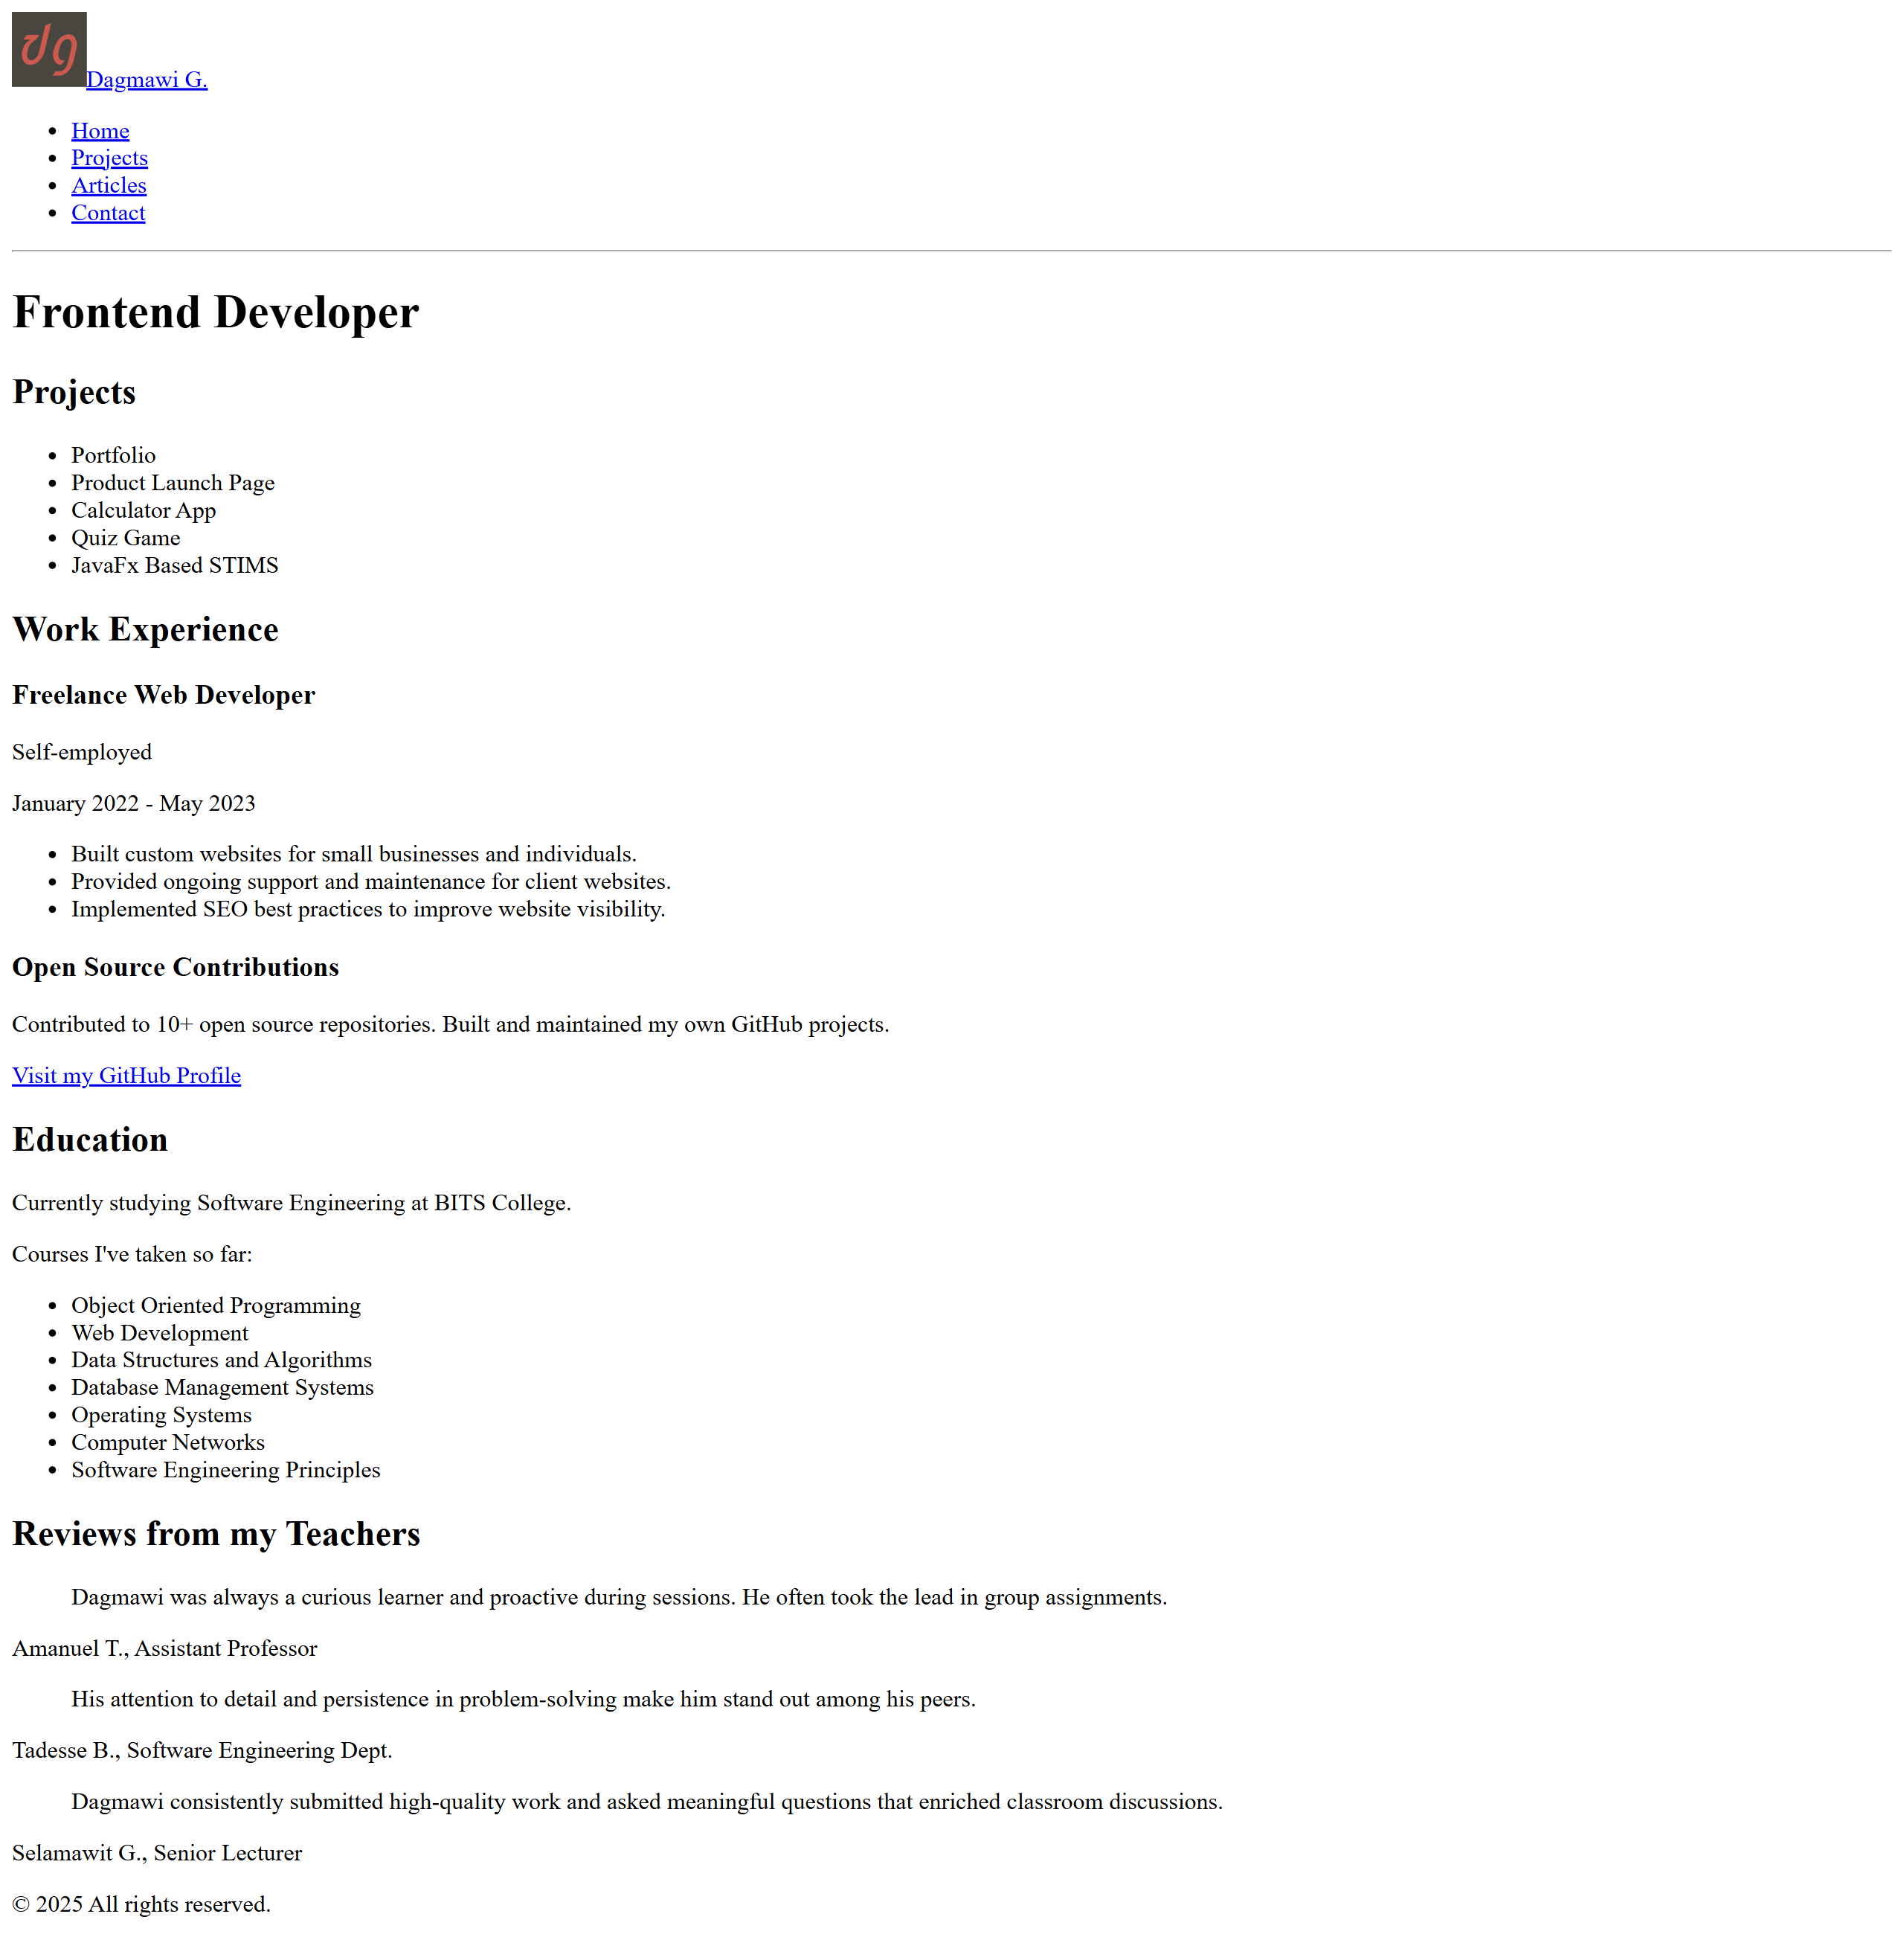 dg
Dagmawi G.
Home
Projects
Articles
Contact
Frontend Developer
Projects
Portfolio
Product Launch Page
Calculator App
Quiz Game
JavaFx Based STIMS
Work Experience
Freelance Web Developer
Self-employed
January 2022 - May 2023
Built custom websites for small businesses and individuals.
Provided ongoing support and maintenance for client websites.
Implemented SEO best practices to improve website visibility.
Open Source Contributions
Contributed to 10+ open source repositories. Built and maintained my own GitHub projects.
Visit my GitHub Profile
Education
Currently studying Software Engineering at BITS College.
Courses I've taken so far:
Object Oriented Programming
Web Development
Data Structures and Algorithms
Database Management Systems
Operating Systems
Computer Networks
Software Engineering Principles
Reviews from my Teachers
Dagmawi was always a curious learner and proactive during sessions. He often took the lead in group assignments.
Amanuel T., Assistant Professor
His attention to detail and persistence in problem-solving make him stand out among his peers.
Tadesse B., Software Engineering Dept.
Dagmawi consistently submitted high-quality work and asked meaningful questions that enriched classroom discussions.
Selamawit G., Senior Lecturer
© 2025 All rights reserved.